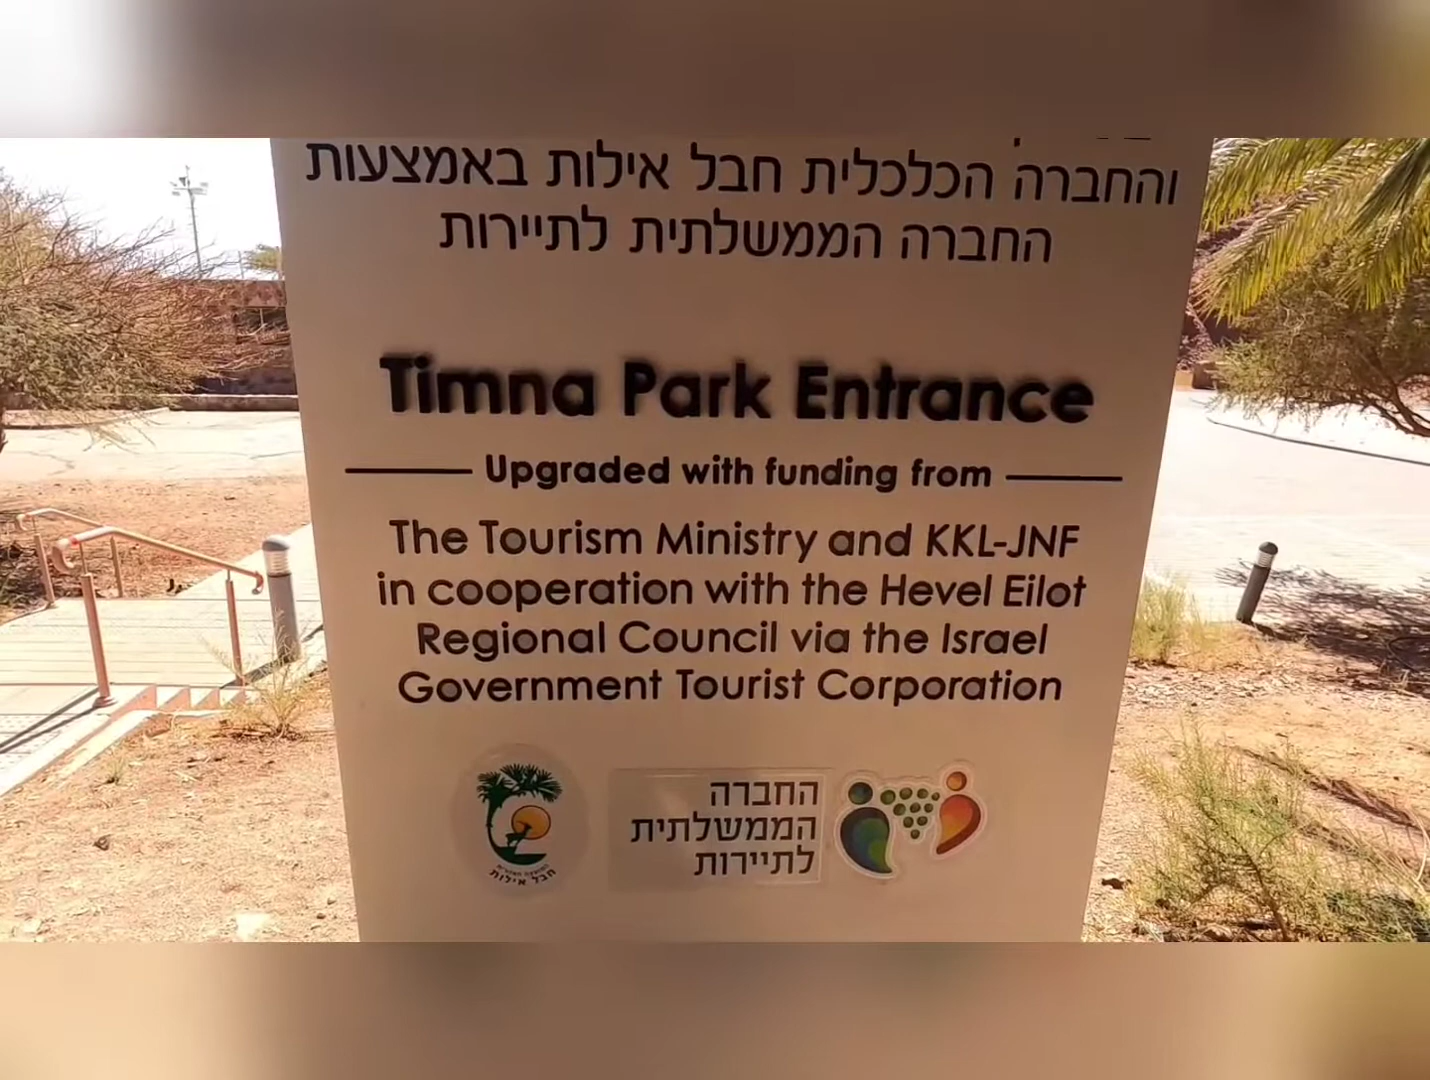 והחברה הכלכלית חבל אילות באמצעות
החברה הממשלתית לתיירות
Timna Park Entrance
Upgraded with funding from
The Tourism Ministry and KKL-JNF
in cooperation with the Hevel Eilot
Regional Council via the Israel
Government Tourist Corporation
חבל אילות
החברה
הממשלתית
לתיירות